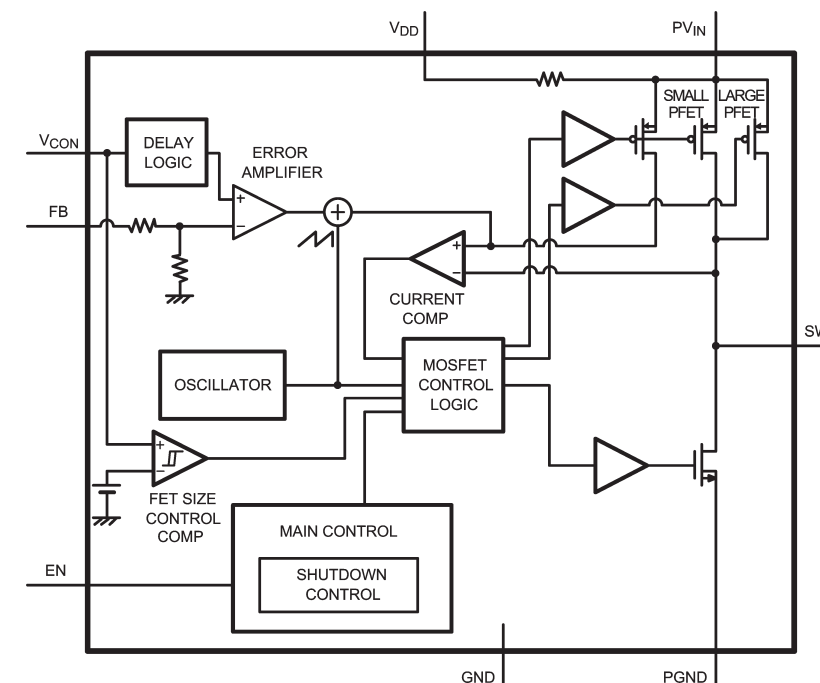 VDD
PVIN
SMALL PFET
LARGE PFET
VCON
DELAY
LOGIC
ERROR
AMPLIFIER
FB
+
−
+
+
−
CURRENT
COMP
SW
MOSFET
CONTROL
LOGIC
OSCILLATOR
+
−
FET SIZE
CONTROL
COMP
MAIN CONTROL
EN
SHUTDOWN
CONTROL
GND
PGND